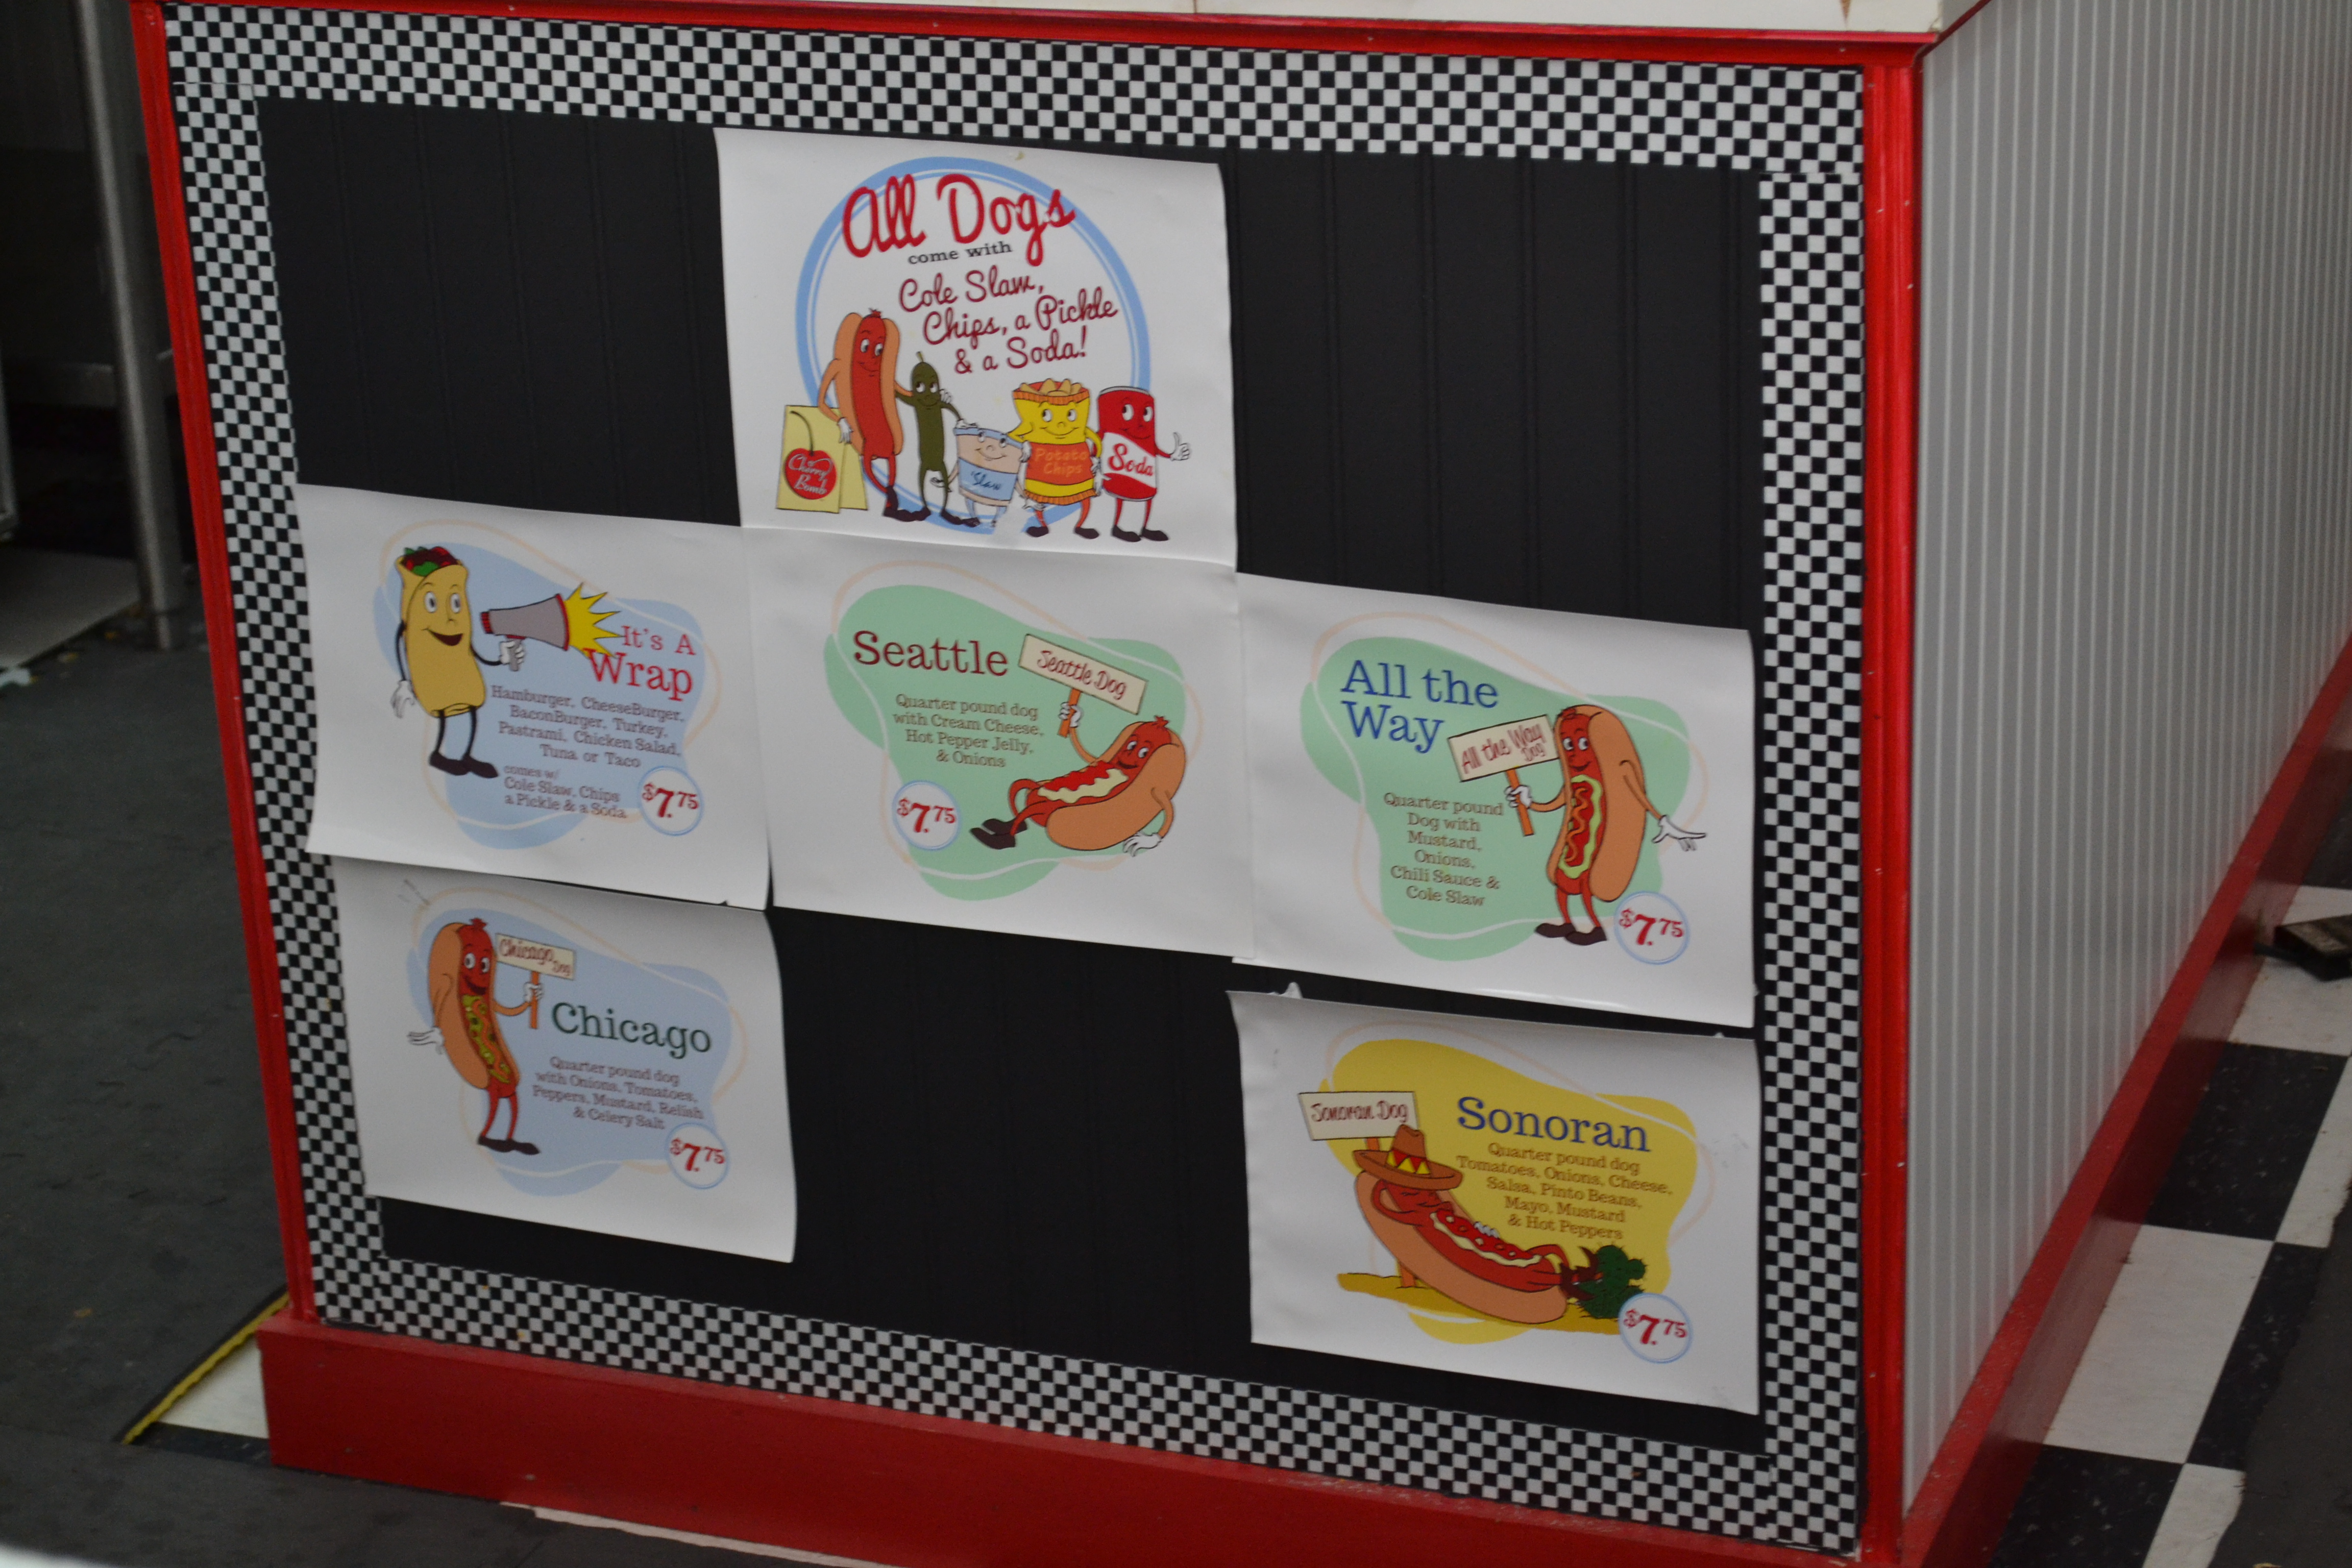 All Dogs
come with
Cole Slaw,
Chips, a Pickle
& a Soda!
Cherry
Bomb
'Slaw
Potato
Chips
Soda
It's A
Wrap
Hamburger, CheeseBurger,
BaconBurger, Turkey,
Pastrami, Chicken Salad,
Tuna or Taco
comes w/
Cole Slaw, Chips
a Pickle & a Soda
$7.75
Seattle
Seattle Dog
Quarter pound dog
with Cream Cheese,
Hot Pepper Jelly,
& Onions
$7.75
All the
Way
All the Way
Dog
Quarter pound
Dog with
Mustard,
Onions,
Chili Sauce &
Cole Slaw
$7.75
Chicago
Dog
Chicago
Quarter pound dog
with Onions, Tomatoes,
Peppers, Mustard, Relish
& Celery Salt
$7.75
Sonoran Dog
Sonoran
Quarter pound dog
Tomatoes, Onions, Cheese,
Salsa, Pinto Beans,
Mayo, Mustard
& Hot Peppers
$7.75